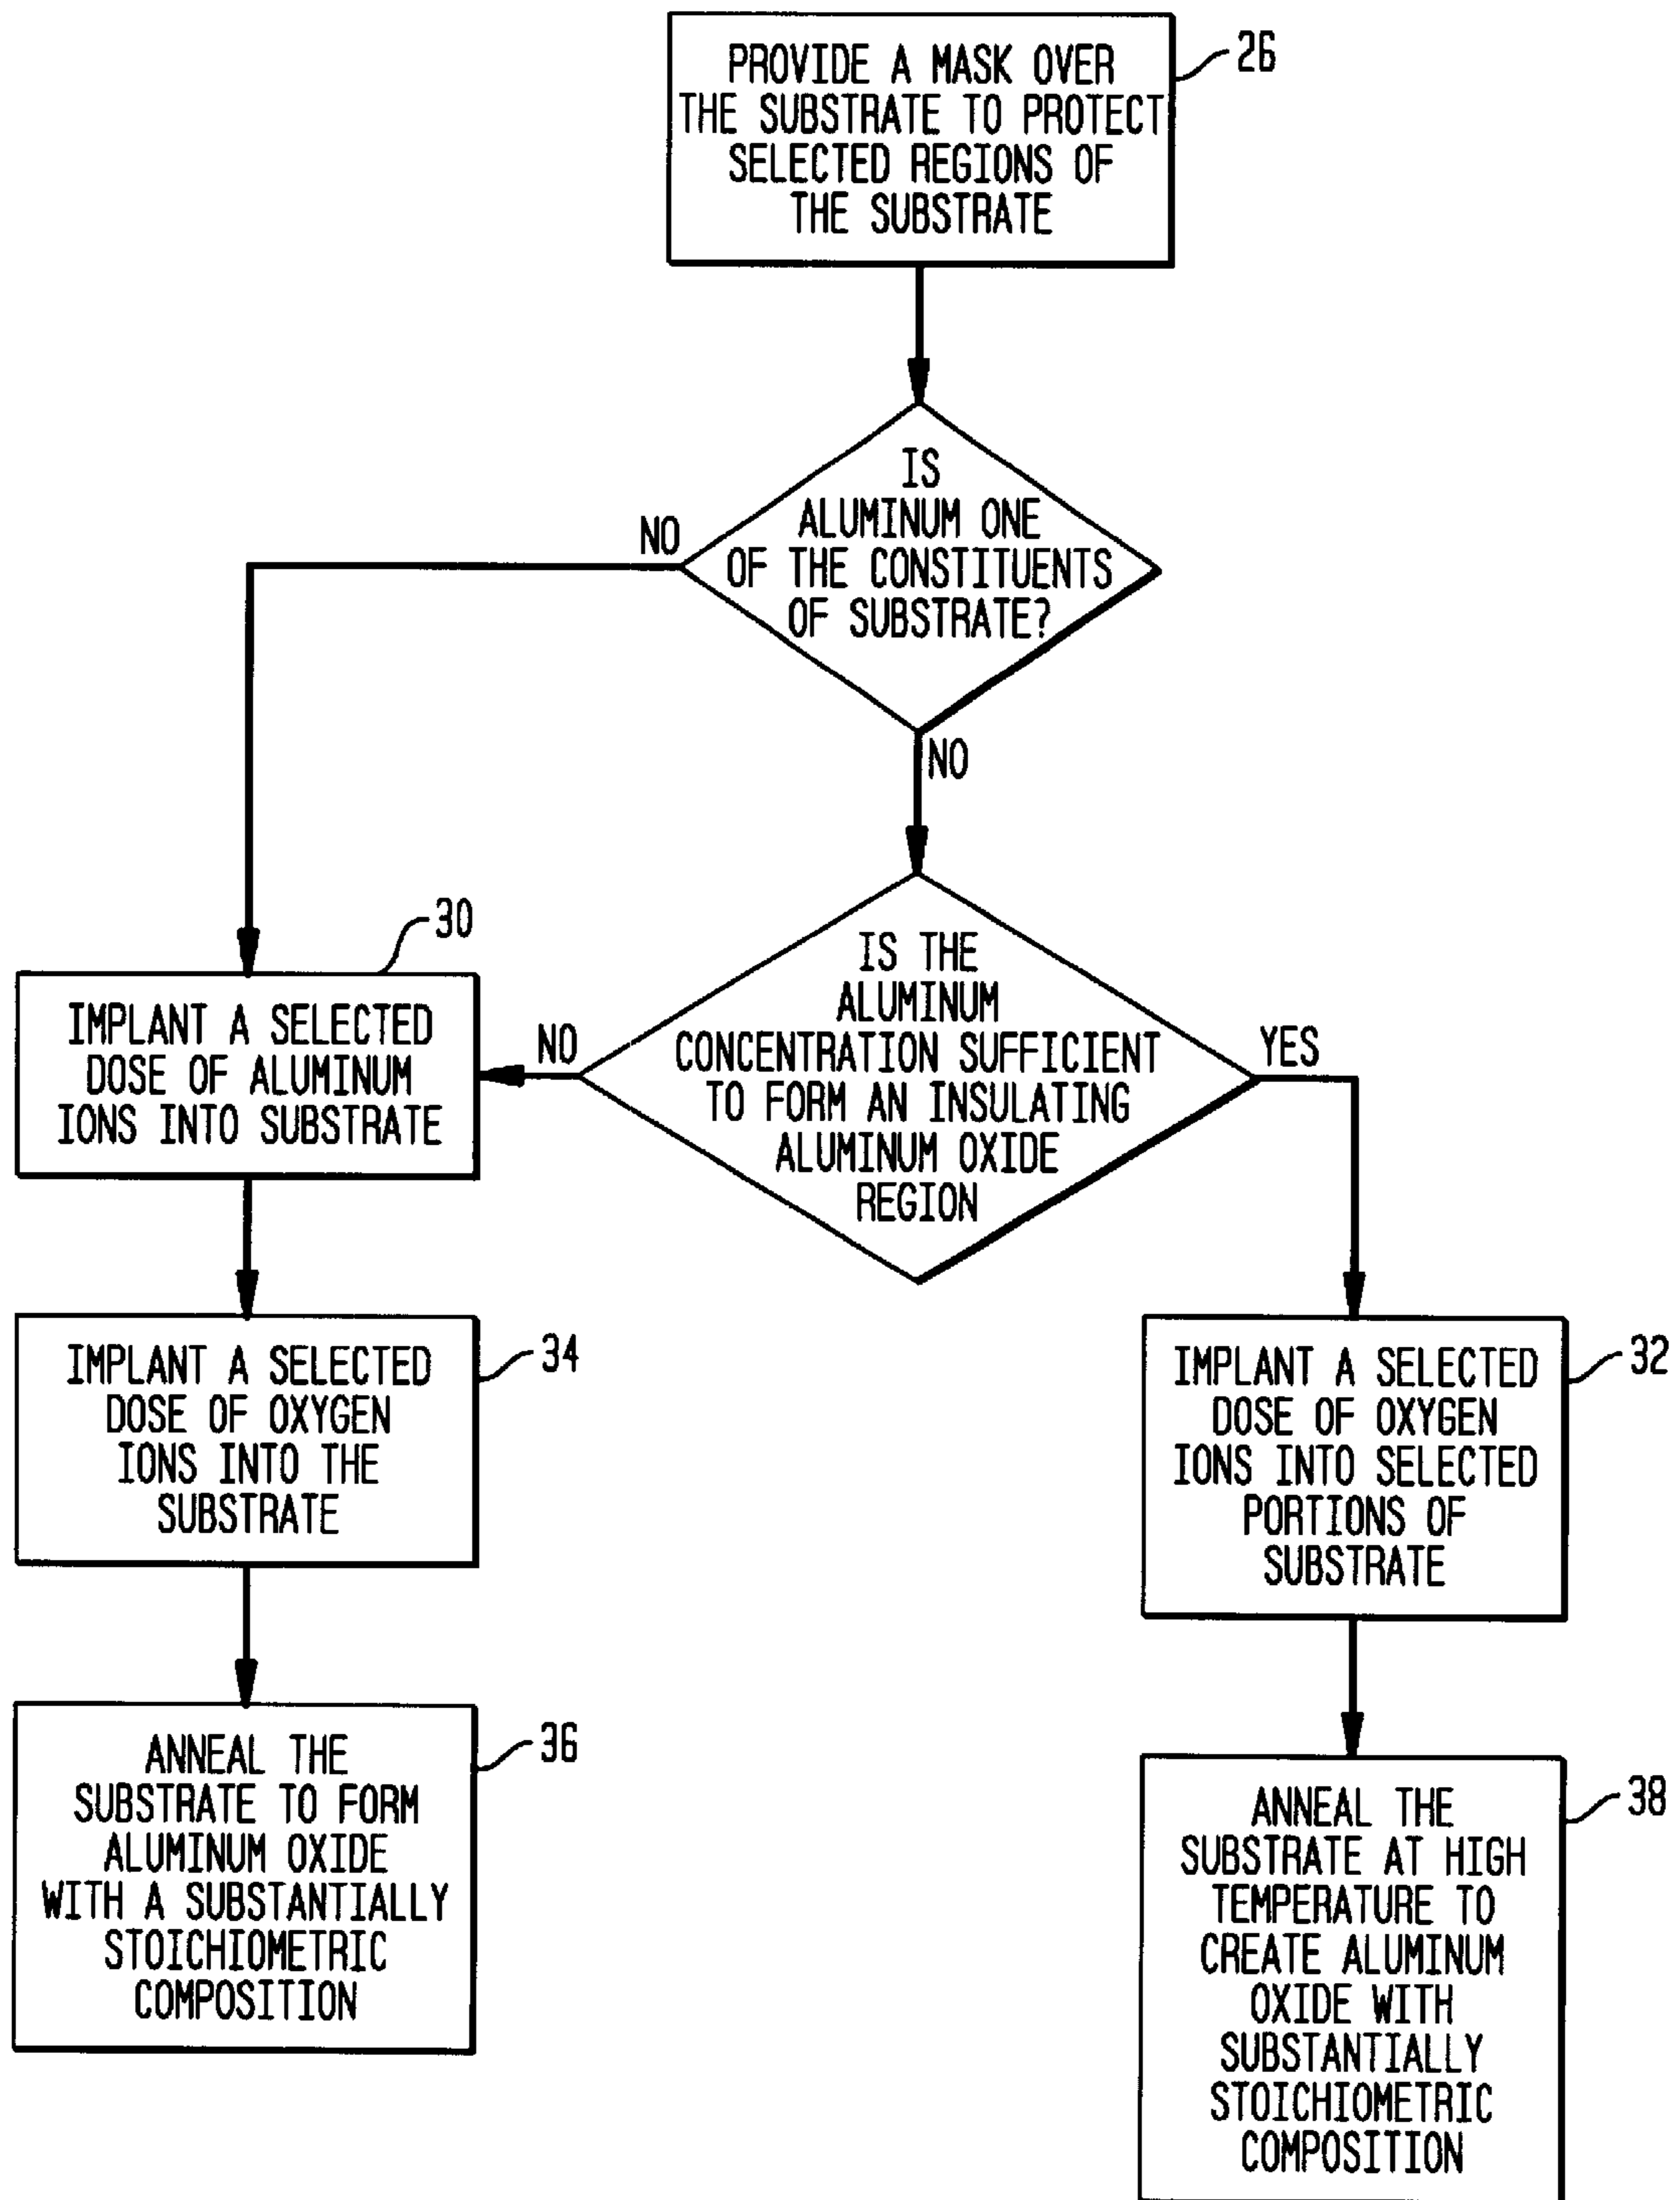 PROVIDE A MASK OVER
THE SUBSTRATE TO PROTECT
SELECTED REGIONS OF
THE SUBSTRATE
26
IS
ALUMINUM ONE
OF THE CONSTITUENTS
OF SUBSTRATE?
NO
NO
IS THE
ALUMINUM
CONCENTRATION SUFFICIENT
TO FORM AN INSULATING
ALUMINUM OXIDE
REGION
NO
YES
30
IMPLANT A SELECTED
DOSE OF ALUMINUM
IONS INTO SUBSTRATE
34
IMPLANT A SELECTED
DOSE OF OXYGEN
IONS INTO THE
SUBSTRATE
36
ANNEAL THE
SUBSTRATE TO FORM
ALUMINUM OXIDE
WITH A SUBSTANTIALLY
STOICHIOMETRIC
COMPOSITION
32
IMPLANT A SELECTED
DOSE OF OXYGEN
IONS INTO SELECTED
PORTIONS OF
SUBSTRATE
38
ANNEAL THE
SUBSTRATE AT HIGH
TEMPERATURE TO
CREATE ALUMINUM
OXIDE WITH
SUBSTANTIALLY
STOICHIOMETRIC
COMPOSITION